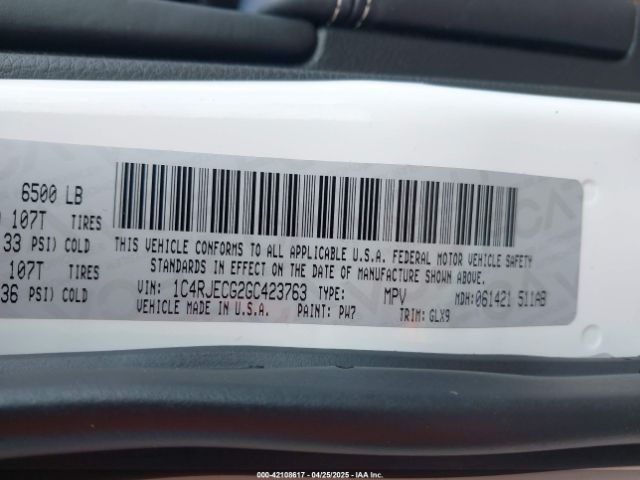 6500 LB
107T TIRES
33 PSI) COLD
107T TIRES
36 PSI) COLD
THIS VEHICLE CONFORMS TO ALL APPLICABLE U.S.A. FEDERAL MOTOR VEHICLE SAFETY
STANDARDS IN EFFECT ON THE DATE OF MANUFACTURE SHOWN ABOVE.
VIN: 1C4RJECG2GC423763 TYPE: MPV MDH: 061421 511AB
VEHICLE MADE IN U.S.A. PAINT: PW7 TRIM: GLX9
000-42108617 - 04/25/2025 - IAA Inc.